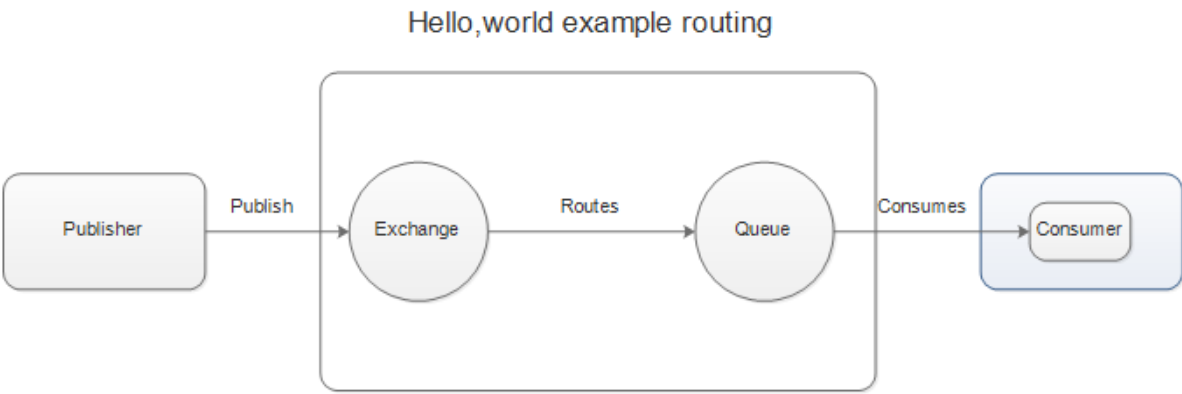 Hello,world example routing
Publisher
Publish
Exchange
Routes
Queue
Consumes
Consumer